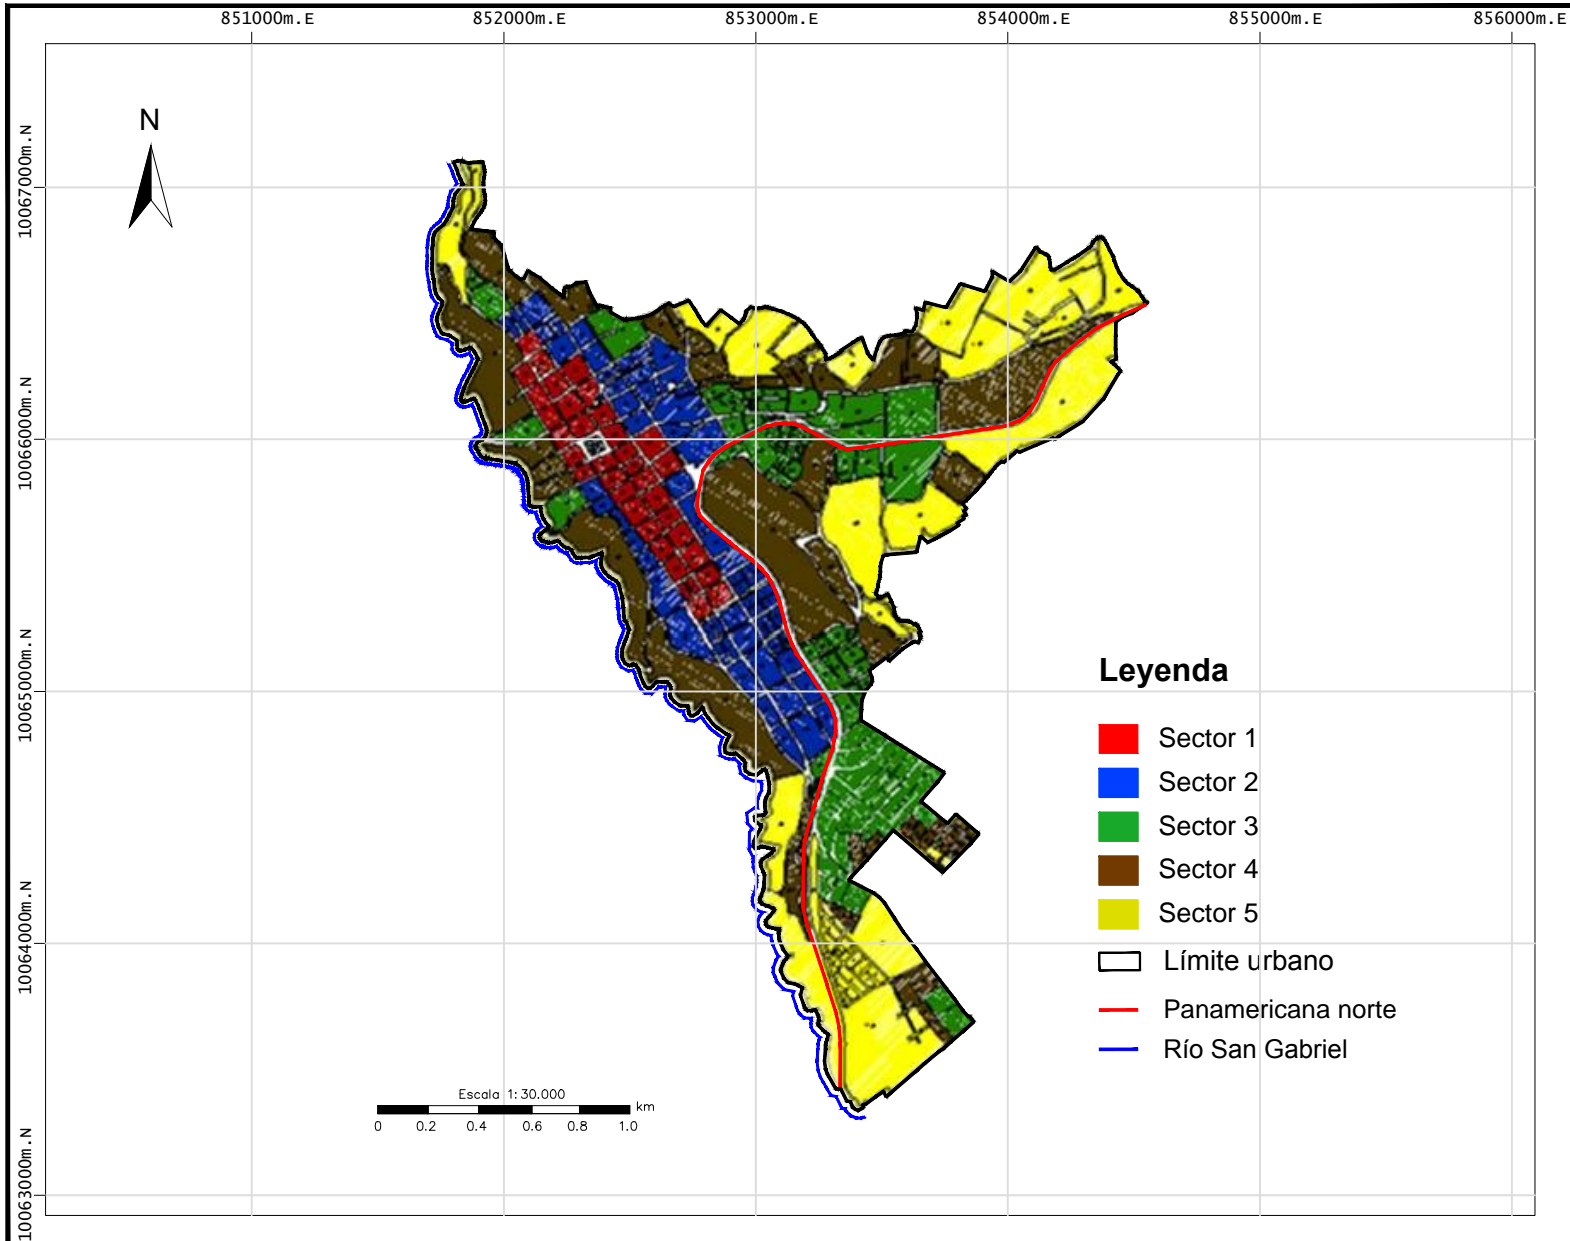 851000m.E 852000m.E 853000m.E 854000m.E 855000m.E 856000m.E
N
10067000m.N
10066000m.N
10065000m.N
10064000m.N
10063000m.N
Leyenda
Sector 1
Sector 2
Sector 3
Sector 4
Sector 5
Límite urbano
Panamericana norte
Río San Gabriel
Escala 1:30.000
km
0 0.2 0.4 0.6 0.8 1.0